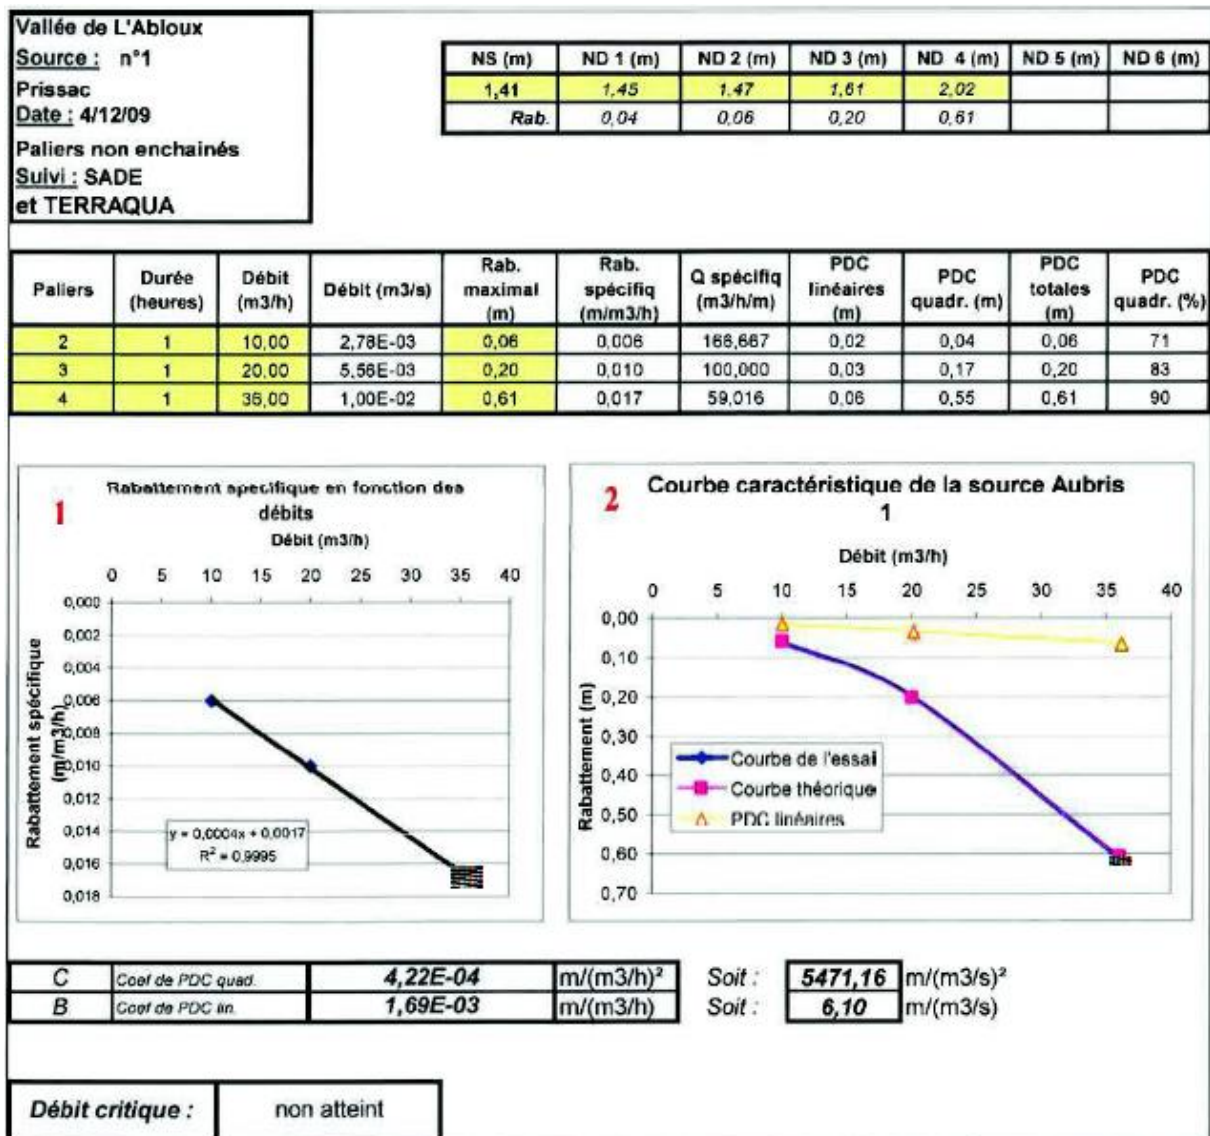 Vallée de L'Abloux
Source : n°1
Prissac
Date : 4/12/09
Paliers non enchainés
Suivi : SADE
et TERRAQUA
NS (m) ND 1 (m) ND 2 (m) ND 3 (m) ND 4 (m) ND 5 (m) ND 6 (m)
1,41 1,45 1,47 1,61 2,02
Rab. 0,04 0,06 0,20 0,61
Paliers Durée (heures) Débit (m3/h) Débit (m3/s) Rab. maximal (m) Rab. spécifiq (m/m3/h) Q spécifiq (m3/h/m) PDC linéaires (m) PDC quadr. (m) PDC totales (m) PDC quadr. (%)
2 1 10,00 2,78E-03 0,06 0,006 166,667 0,02 0,04 0,06 71
3 1 20,00 5,56E-03 0,20 0,010 100,000 0,03 0,17 0,20 83
4 1 36,00 1,00E-02 0,61 0,017 59,016 0,06 0,55 0,61 90
1
Rabattement specifique en fonction des
débits
Débit (m3/h)
0 5 10 15 20 25 30 35 40
Rabattement spécifique
(m/m3/h)
0,000
0,002
0,004
0,006
0,008
0,010
0,012
0,014
0,016
0,018
y = 0,0004x + 0,0017
R² = 0,9995
2
Courbe caractéristique de la source Aubris
1
Débit (m3/h)
0 5 10 15 20 25 30 35 40
Rabattement (m)
0,00
0,10
0,20
0,30
0,40
0,50
0,60
0,70
Courbe de l'essai
Courbe théorique
PDC linéaires
C Coef de PDC quad. 4,22E-04 m/(m3/h)² Soit : 5471,16 m/(m3/s)²
B Coef de PDC lin. 1,69E-03 m/(m3/h) Soit : 6,10 m/(m3/s)
Débit critique : non atteint